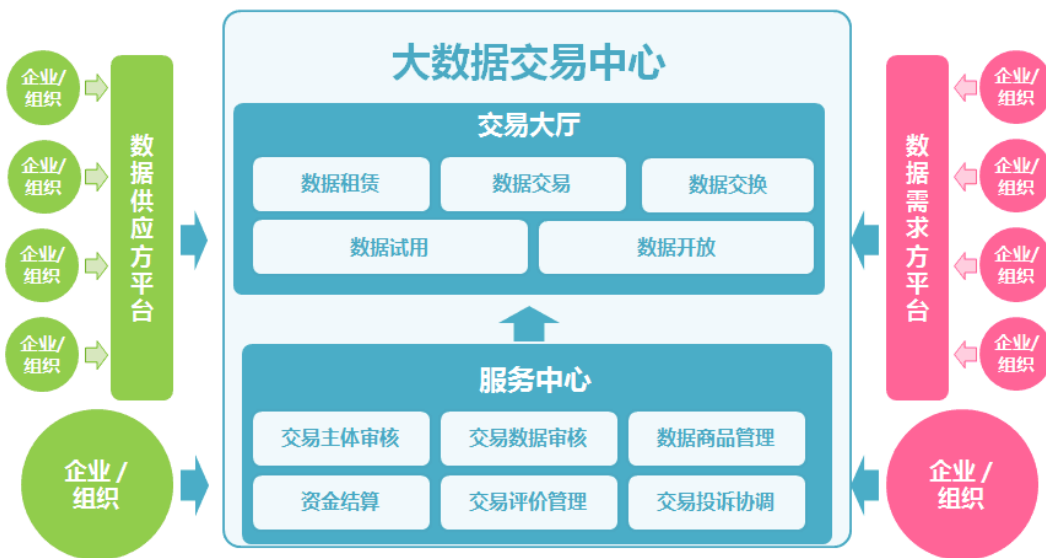 大数据交易中心
企业/
组织
企业/
组织
企业/
组织
企业/
组织
数据供应方平台
企业 /
组织
交易大厅
数据租赁
数据交易
数据交换
数据试用
数据开放
服务中心
交易主体审核
交易数据审核
数据商品管理
资金结算
交易评价管理
交易投诉协调
数据需求方平台
企业/
组织
企业/
组织
企业/
组织
企业/
组织
企业 /
组织